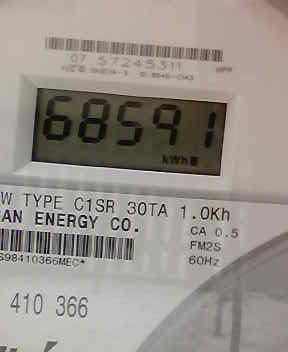 07 57245311
68591
kWh
W TYPE C1SR 30TA 1.0Kh
AN ENERGY CO.
CA 0.5
FM2S
60Hz
S98410366MEC*
410 366